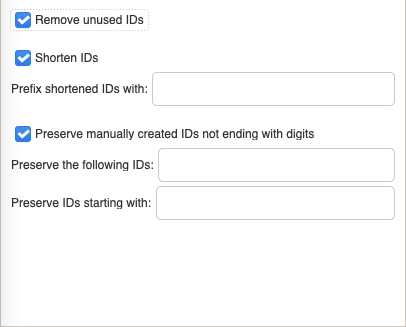 Remove unused IDs
Shorten IDs
Prefix shortened IDs with:
Preserve manually created IDs not ending with digits
Preserve the following IDs:
Preserve IDs starting with: